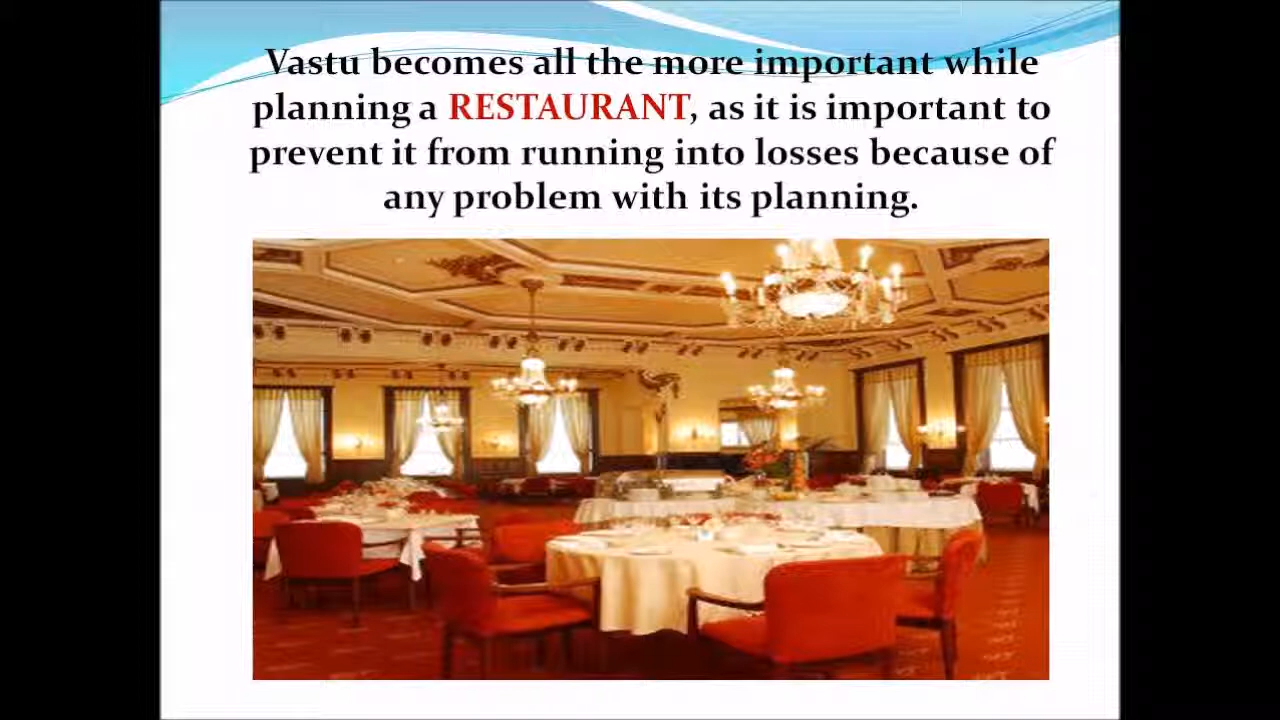 Vastu becomes all the more important while
planning a RESTAURANT, as it is important to
prevent it from running into losses because of
any problem with its planning.